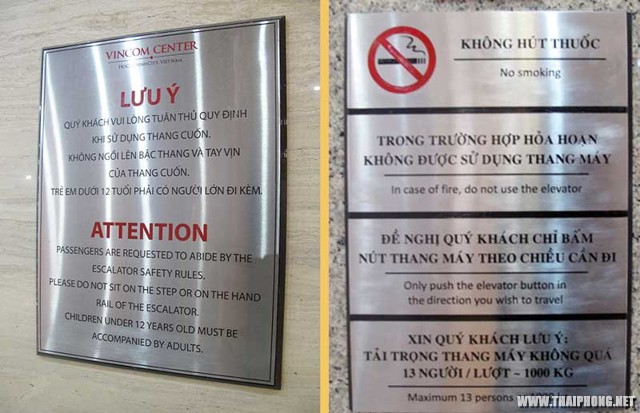 VINCOM CENTER
LƯU Ý
QUÝ KHÁCH VUI LÒNG TUÂN THỦ QUY ĐỊNH
KHI SỬ DỤNG THANG CUỐN.
KHÔNG NGỒI LÊN BẬC THANG VÀ TAY VỊN
CỦA THANG CUỐN.
TRẺ EM DƯỚI 12 TUỔI PHẢI CÓ NGƯỜI LỚN ĐI KÈM.
ATTENTION
PASSENGERS ARE REQUESTED TO ABIDE BY THE
ESCALATOR SAFETY RULES.
PLEASE DO NOT SIT ON THE STEP OR ON THE HAND
RAIL OF THE ESCALATOR.
CHILDREN UNDER 12 YEARS OLD MUST BE
ACCOMPANIED BY ADULTS.
KHÔNG HÚT THUỐC
No smoking
TRONG TRƯỜNG HỢP HỎA HOẠN
KHÔNG ĐƯỢC SỬ DỤNG THANG MÁY
In case of fire, do not use the elevator
ĐỀ NGHỊ QUÝ KHÁCH CHỈ BẤM
NÚT THANG MÁY THEO CHIỀU CẦN ĐI
Only push the elevator button in
the direction you wish to travel
XIN QUÝ KHÁCH LƯU Ý:
TẢI TRỌNG THANG MÁY KHÔNG QUÁ
13 NGƯỜI / LƯỢT ~ 1000 KG
Maximum 13 persons
WWW.THAIPHONG.NET